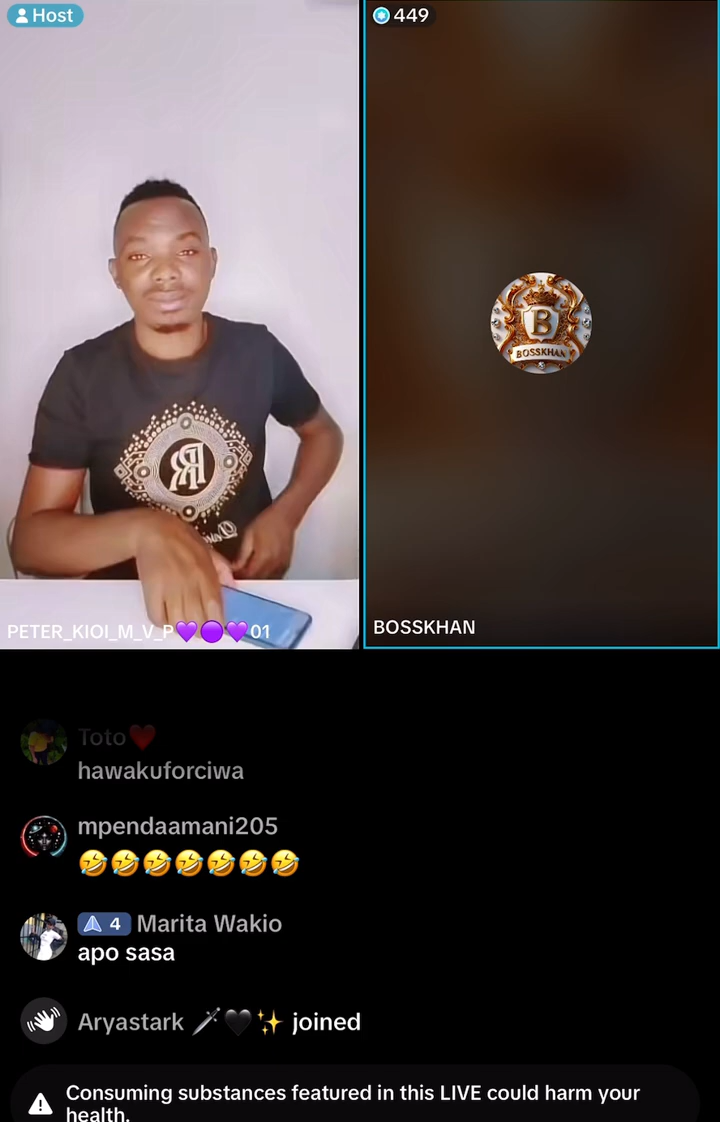 Host
449
B
BOSSKHAN
PETER_KIOI_M_V_P💜🟣💜01
BOSSKHAN
Toto❤️
hawakuforciwa
mpendaamani205
🤣🤣🤣🤣🤣🤣🤣
4 Marita Wakio
apo sasa
Aryastark 🗡️🖤✨ joined
Consuming substances featured in this LIVE could harm your
health.